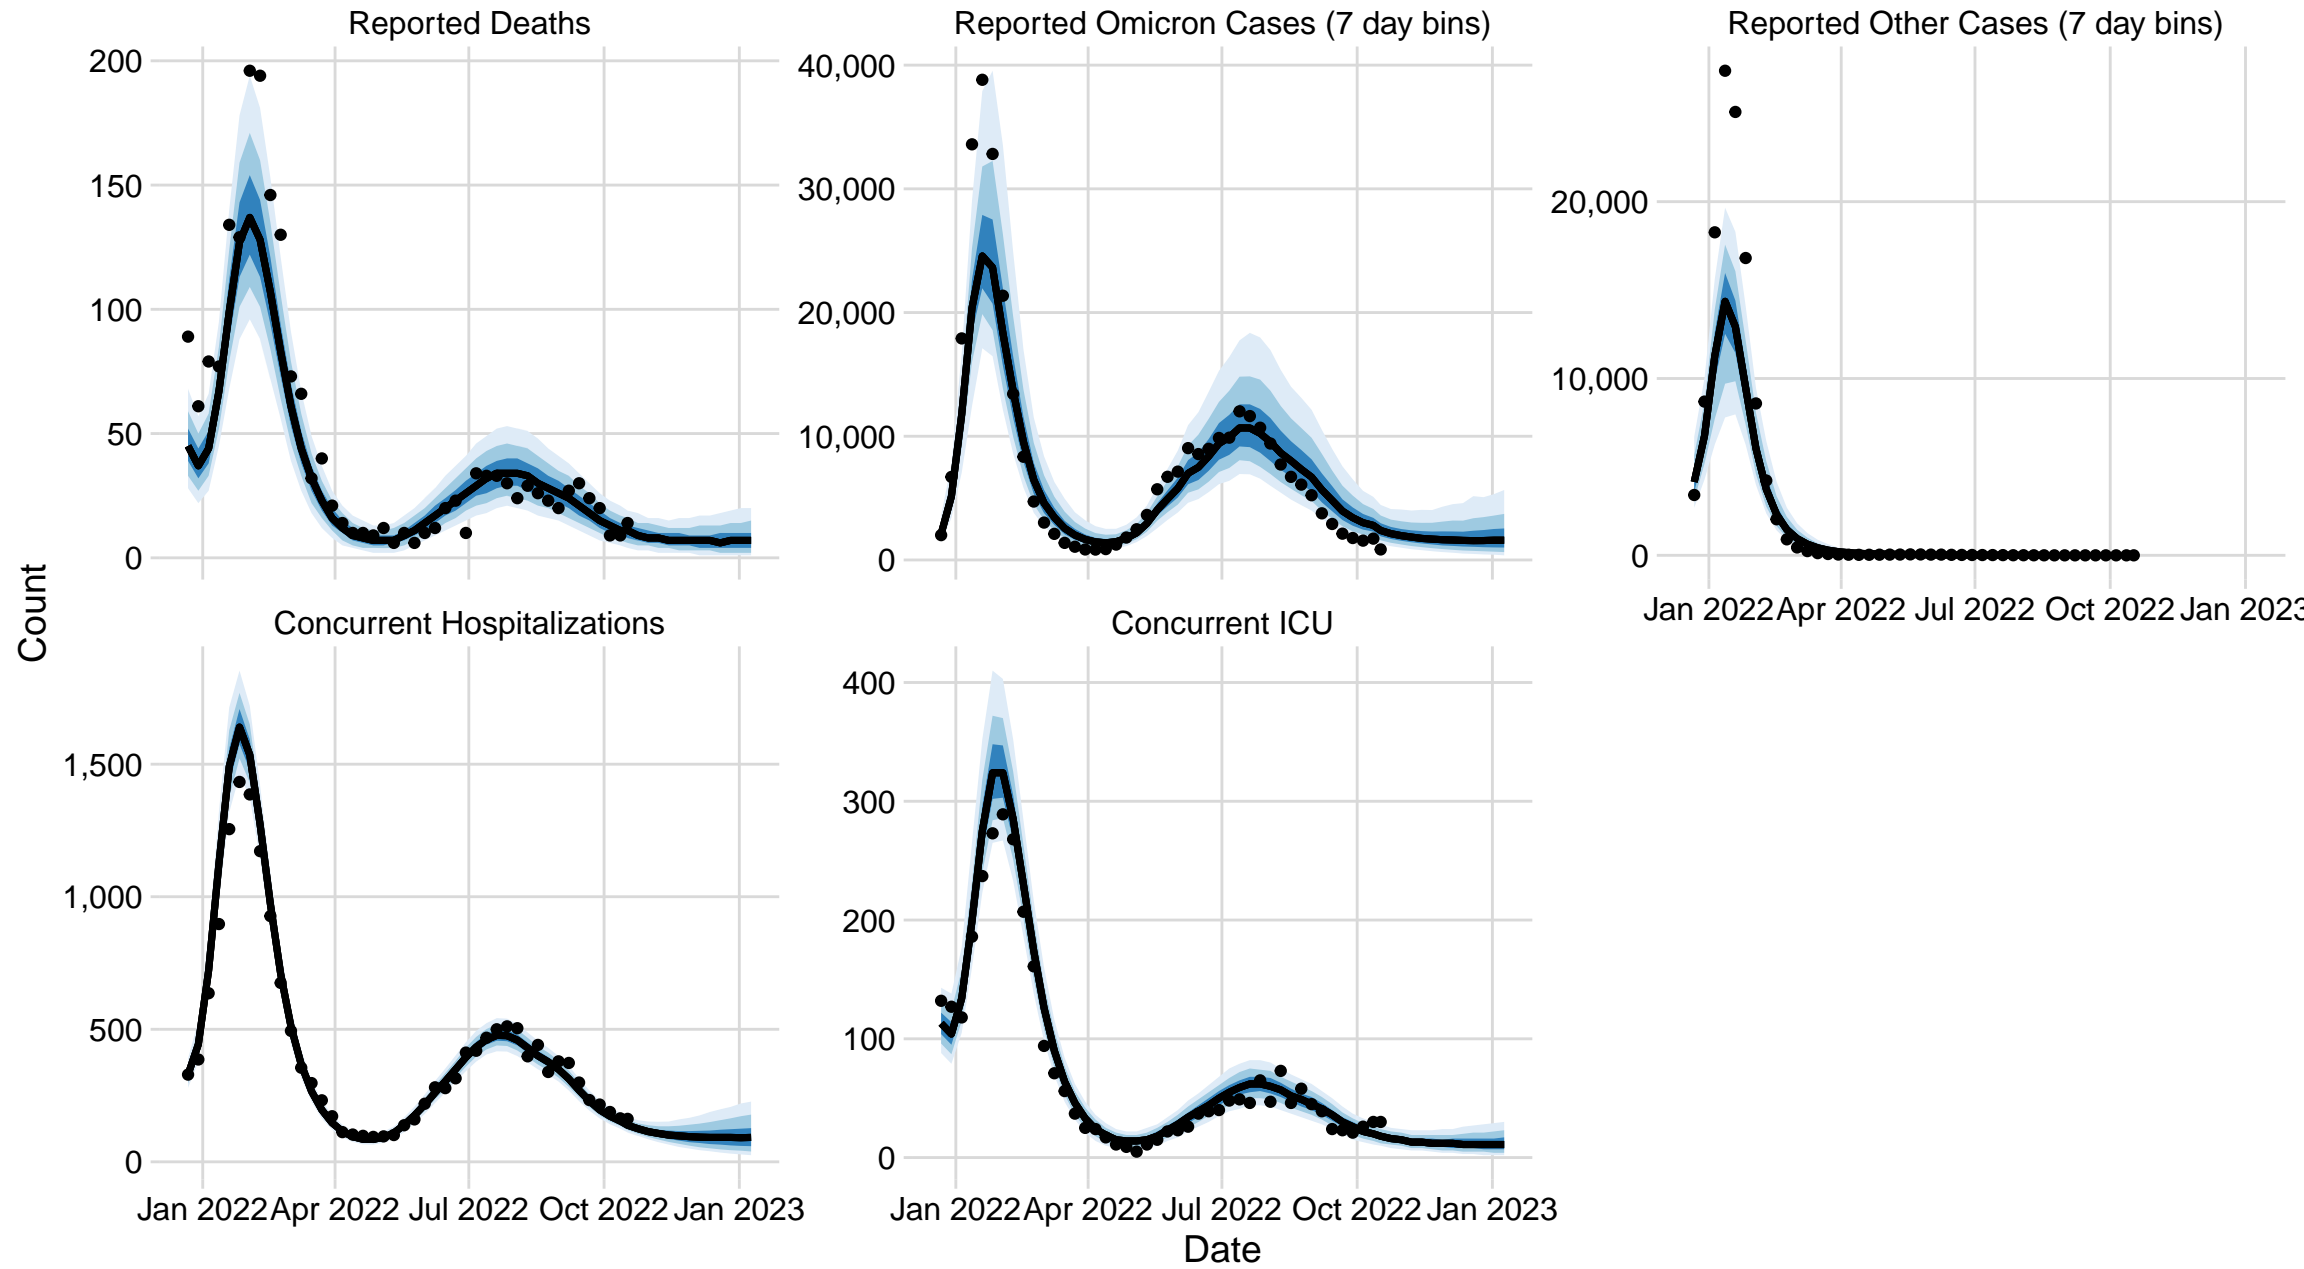 Reported Deaths
Reported Omicron Cases (7 day bins)
Reported Other Cases (7 day bins)
200
150
100
50
0
40,000
30,000
20,000
10,000
0
20,000
10,000
0
Jan 2022 Apr 2022 Jul 2022 Oct 2022 Jan 2023
Count
Concurrent Hospitalizations
Concurrent ICU
1,500
1,000
500
0
400
300
200
100
0
Jan 2022 Apr 2022 Jul 2022 Oct 2022 Jan 2023
Jan 2022 Apr 2022 Jul 2022 Oct 2022 Jan 2023
Date